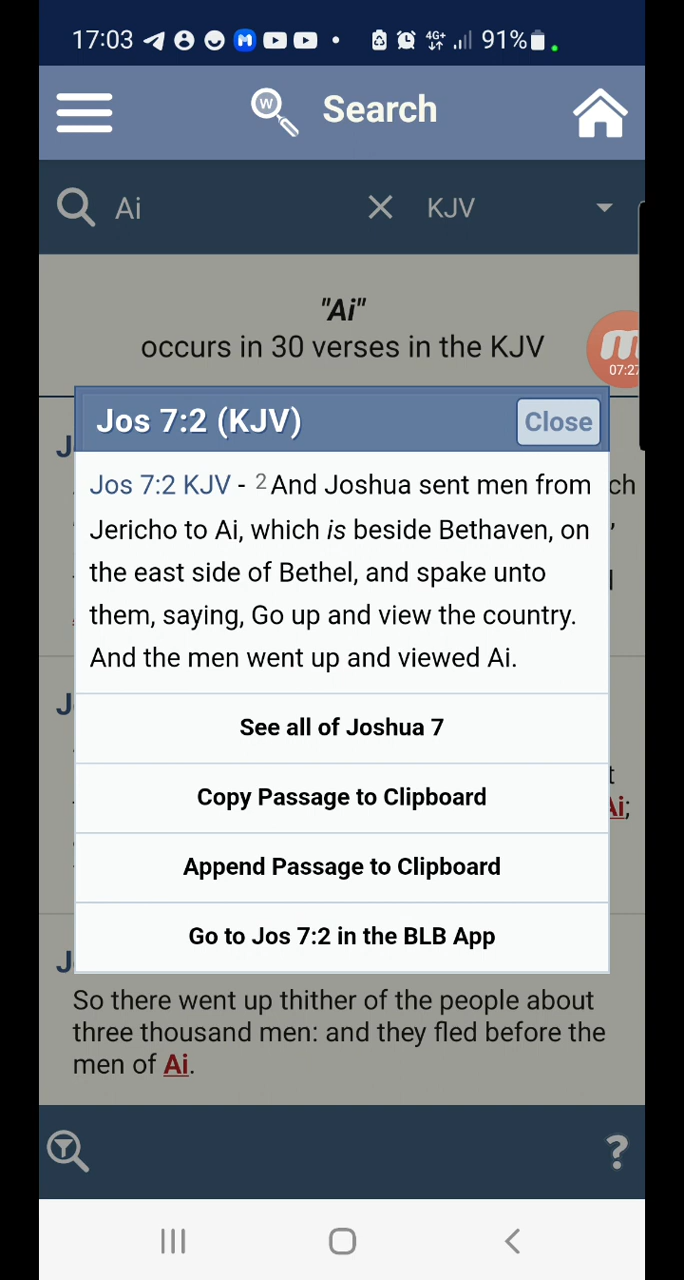 17:03 4G+ 91%
Search
Ai KJV
"Ai"
occurs in 30 verses in the KJV
07:27
Jos 7:2 (KJV) Close
Jos 7:2 KJV - 2 And Joshua sent men from
Jericho to Ai, which is beside Bethaven, on
the east side of Bethel, and spake unto
them, saying, Go up and view the country.
And the men went up and viewed Ai.
See all of Joshua 7
Copy Passage to Clipboard
Append Passage to Clipboard
Go to Jos 7:2 in the BLB App
Ai;
So there went up thither of the people about
three thousand men: and they fled before the
men of Ai.